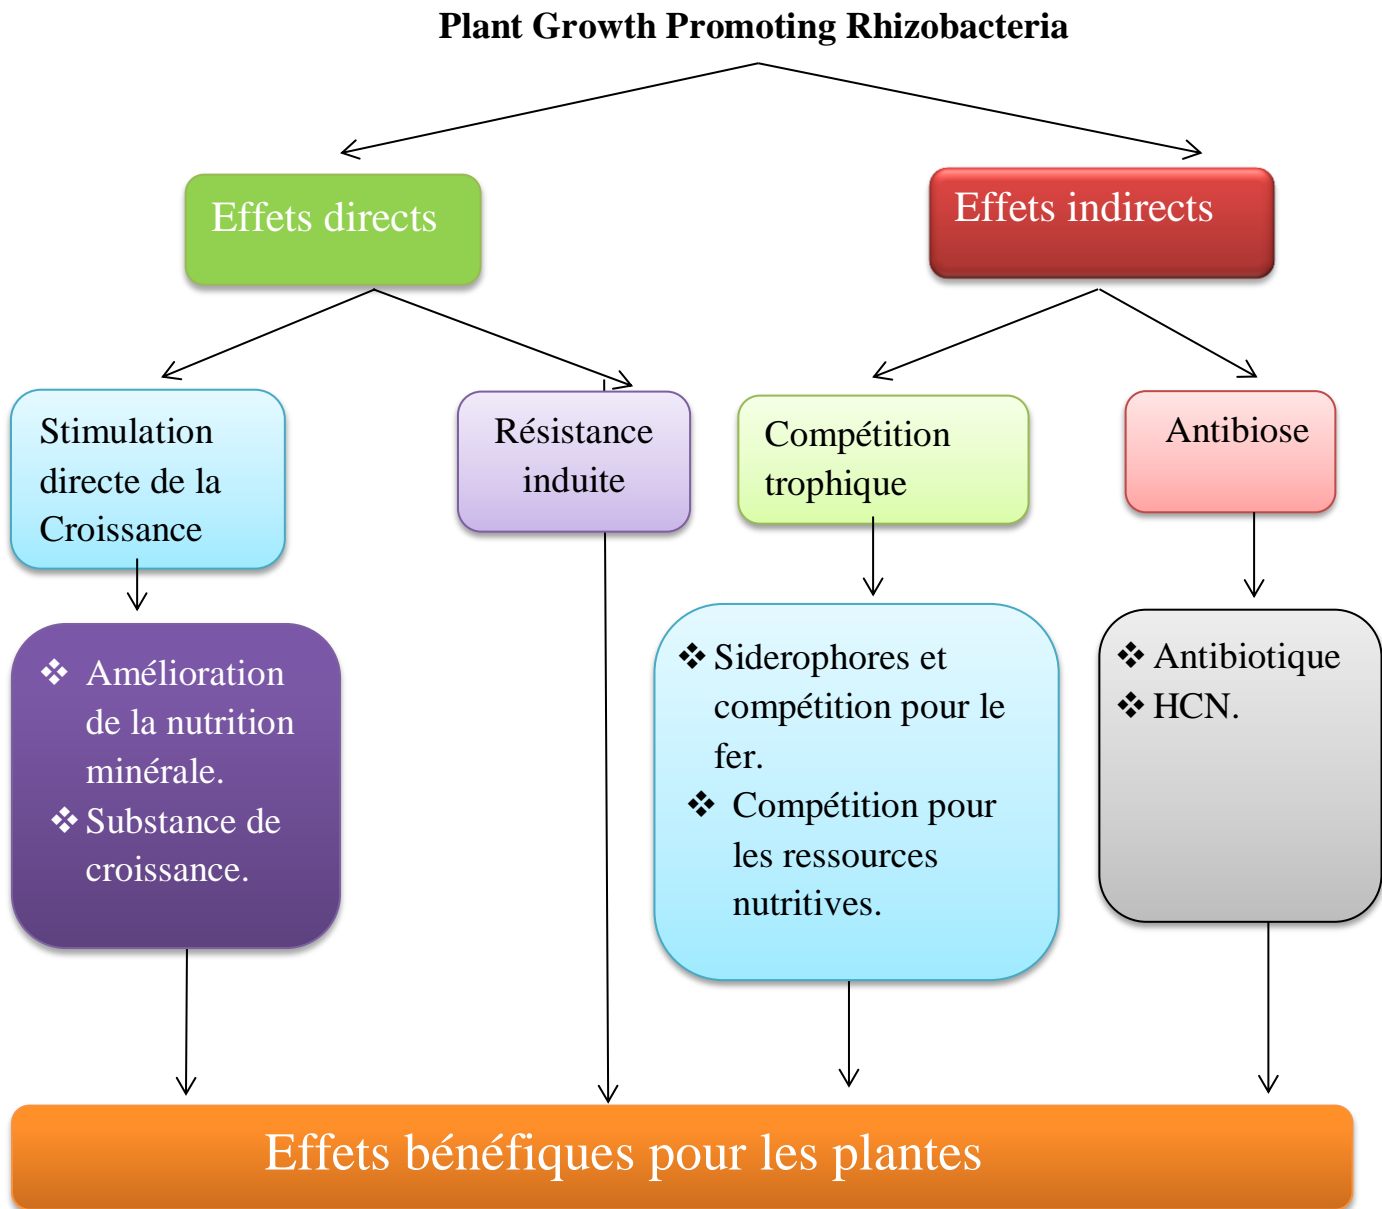 Plant Growth Promoting Rhizobacteria
Effets directs
Effets indirects
Stimulation
directe de la
Croissance
Résistance
induite
Compétition
trophique
Antibiose
❖ Amélioration
de la nutrition
minérale.
❖ Substance de
croissance.
❖ Siderophores et
compétition pour le
fer.
❖ Compétition pour
les ressources
nutritives.
❖ Antibiotique
❖ HCN.
Effets bénéfiques pour les plantes